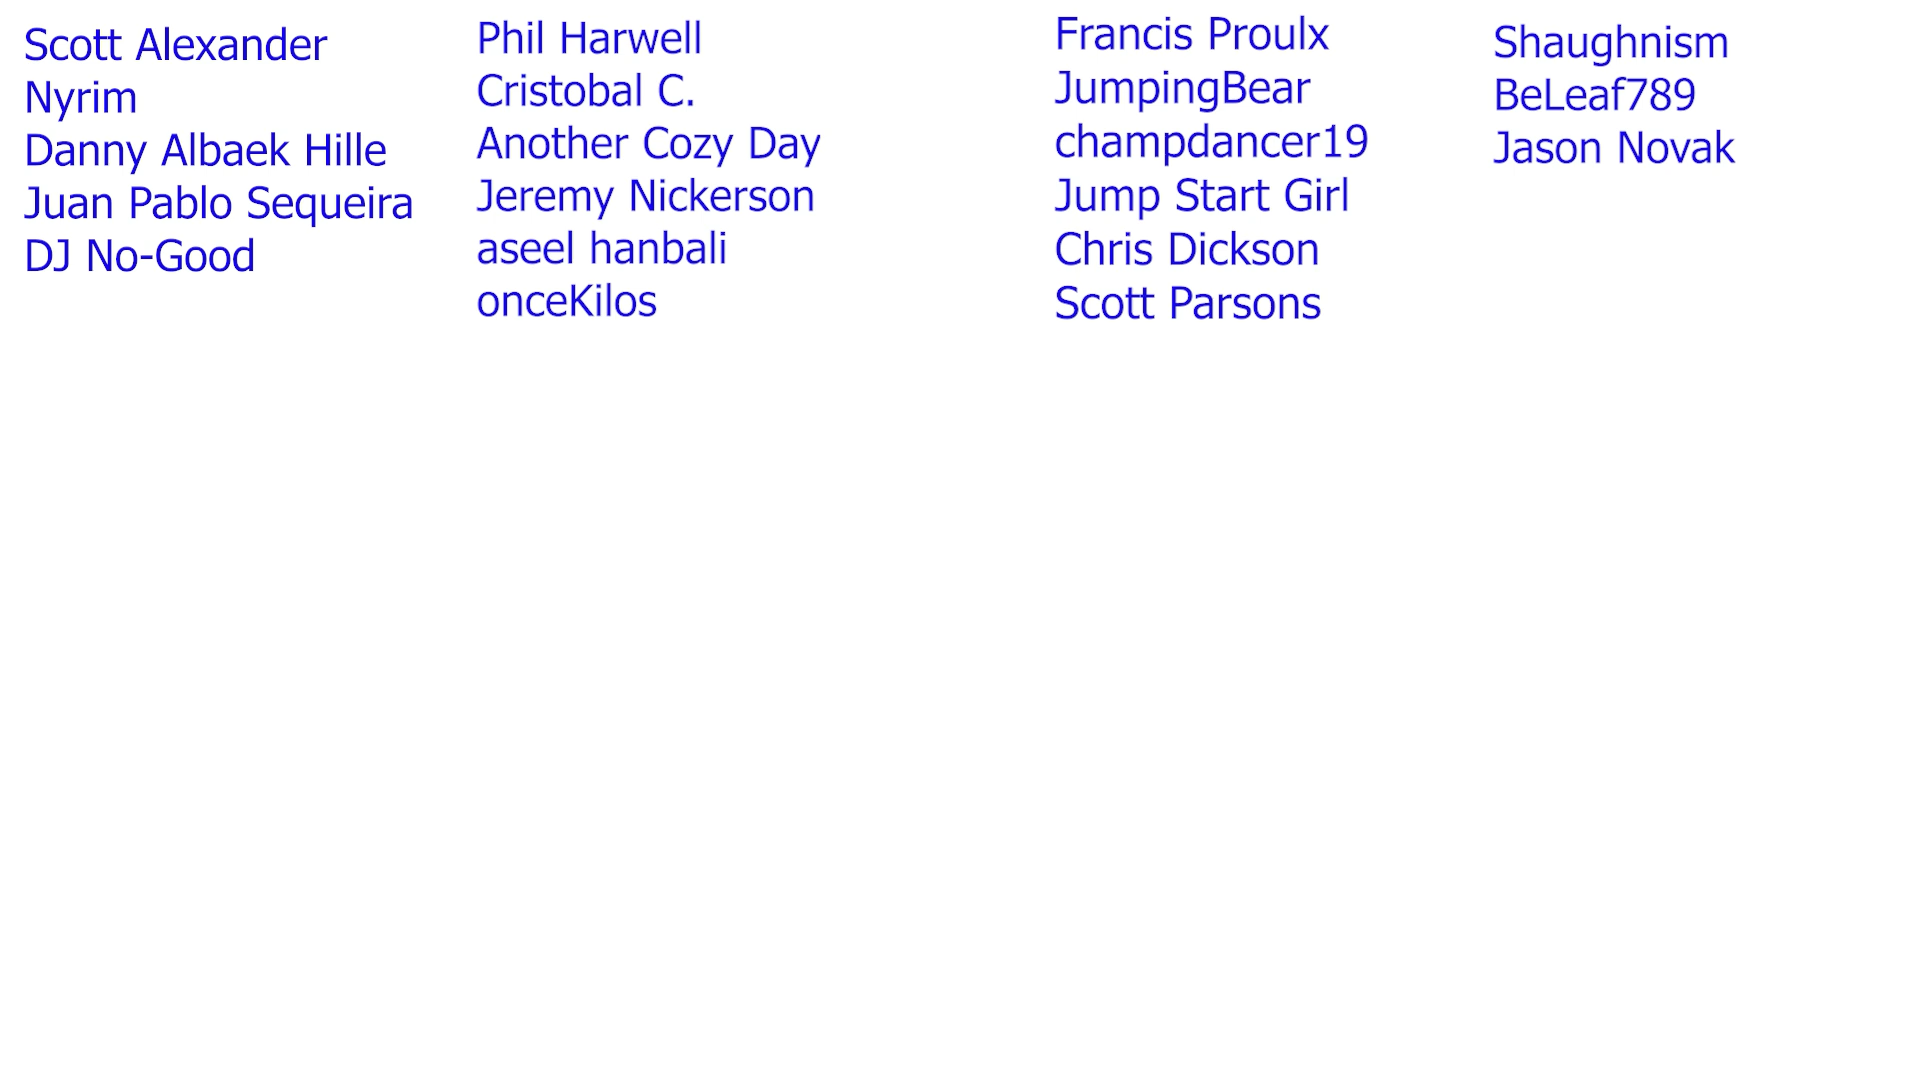 Scott Alexander
Nyrim
Danny Albaek Hille
Juan Pablo Sequeira
DJ No-Good
Phil Harwell
Cristobal C.
Another Cozy Day
Jeremy Nickerson
aseel hanbali
onceKilos
Francis Proulx
JumpingBear
champdancer19
Jump Start Girl
Chris Dickson
Scott Parsons
Shaughnism
BeLeaf789
Jason Novak